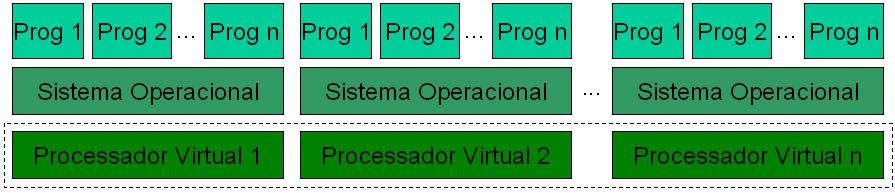 Prog 1 Prog 2 ... Prog n Prog 1 Prog 2 ... Prog n Prog 1 Prog 2 ... Prog n
Sistema Operacional Sistema Operacional ... Sistema Operacional
Processador Virtual 1 Processador Virtual 2 Processador Virtual n